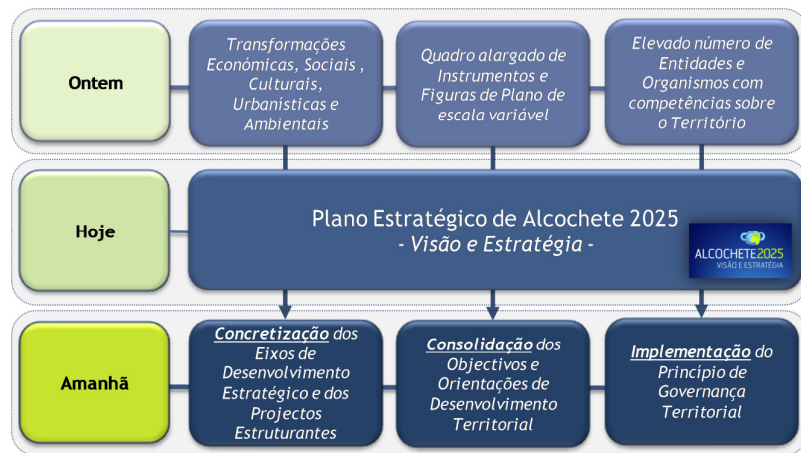 Ontem
Transformações
Económicas, Sociais ,
Culturais,
Urbanísticas e
Ambientais
Quadro alargado de
Instrumentos e
Figuras de Plano de
escala variável
Elevado número de
Entidades e
Organismos com
competências sobre
o Território
Hoje
Plano Estratégico de Alcochete 2025
- Visão e Estratégia -
ALCOCHETE2025
VISÃO E ESTRATÉGIA
Amanhã
Concretização dos
Eixos de
Desenvolvimento
Estratégico e dos
Projectos
Estruturantes
Consolidação dos
Objectivos e
Orientações de
Desenvolvimento
Territorial
Implementação do
Princípio de
Governança
Territorial